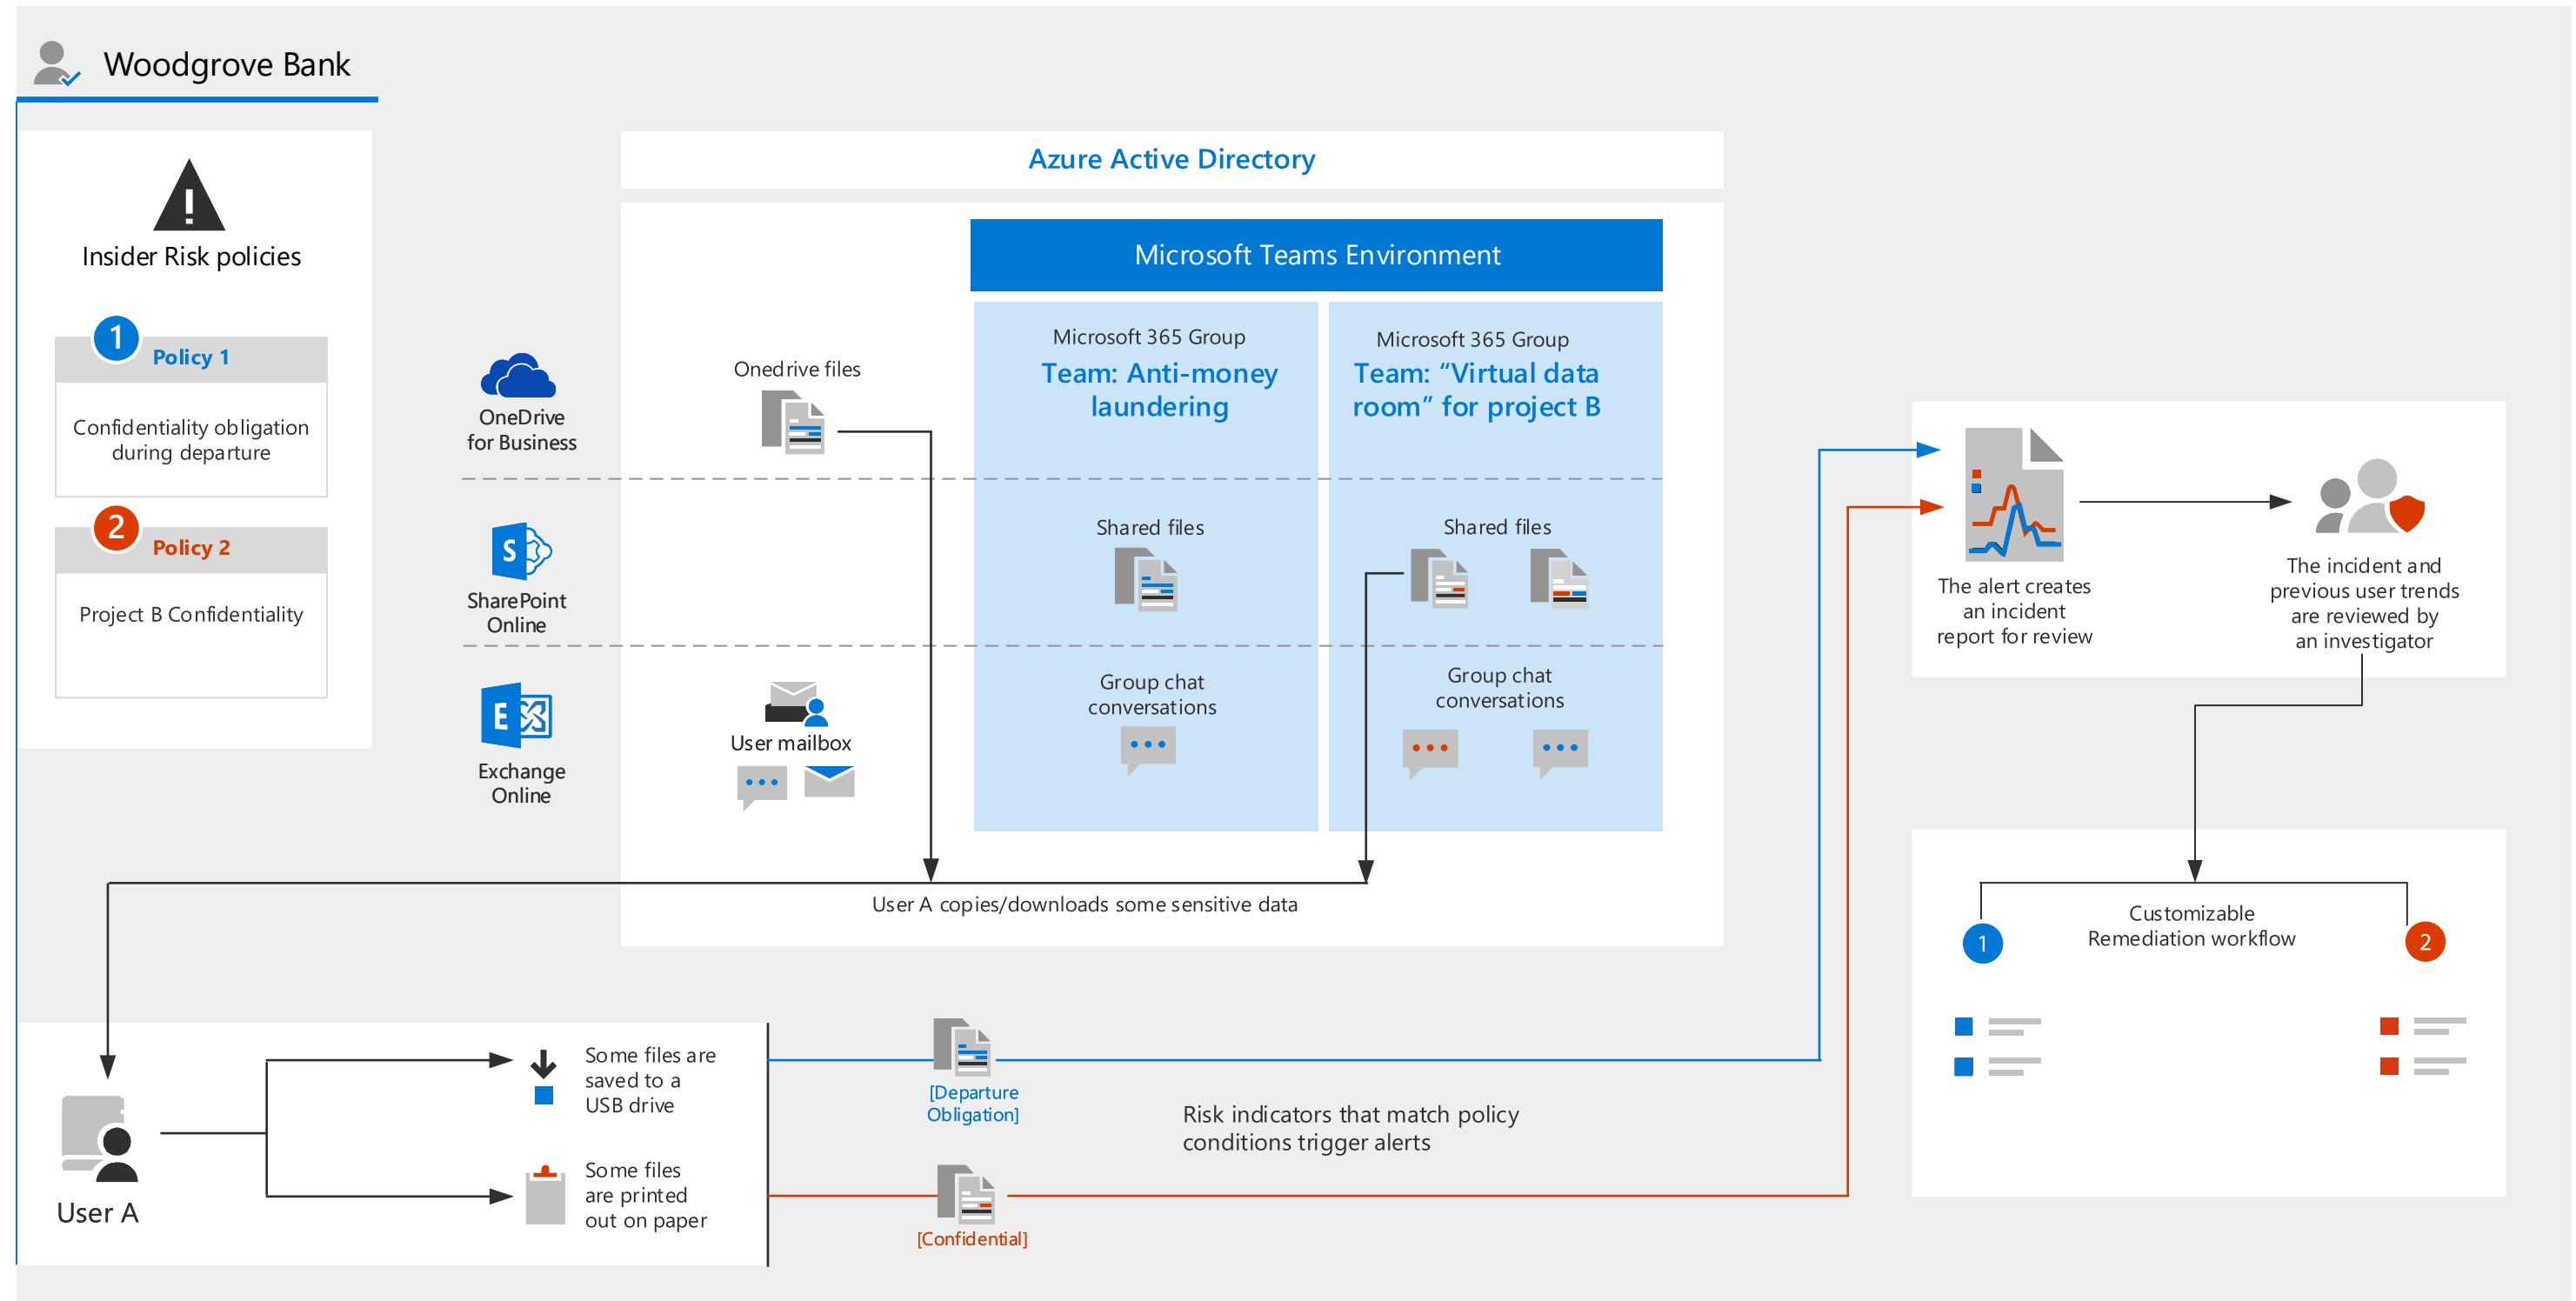 Woodgrove Bank
Insider Risk policies
1
Policy 1
Confidentiality obligation
during departure
2
Policy 2
Project B Confidentiality
Azure Active Directory
Microsoft Teams Environment
OneDrive
for Business
Onedrive files
Microsoft 365 Group
Team: Anti-money
laundering
Microsoft 365 Group
Team: “Virtual data
room” for project B
S
SharePoint
Online
Shared files
Shared files
E
Exchange
Online
User mailbox
Group chat
conversations
Group chat
conversations
User A copies/downloads some sensitive data
The alert creates
an incident
report for review
The incident and
previous user trends
are reviewed by
an investigator
Customizable
Remediation workflow
1
2
User A
Some files are
saved to a
USB drive
Some files
are printed
out on paper
[Departure
Obligation]
Risk indicators that match policy
conditions trigger alerts
[Confidential]